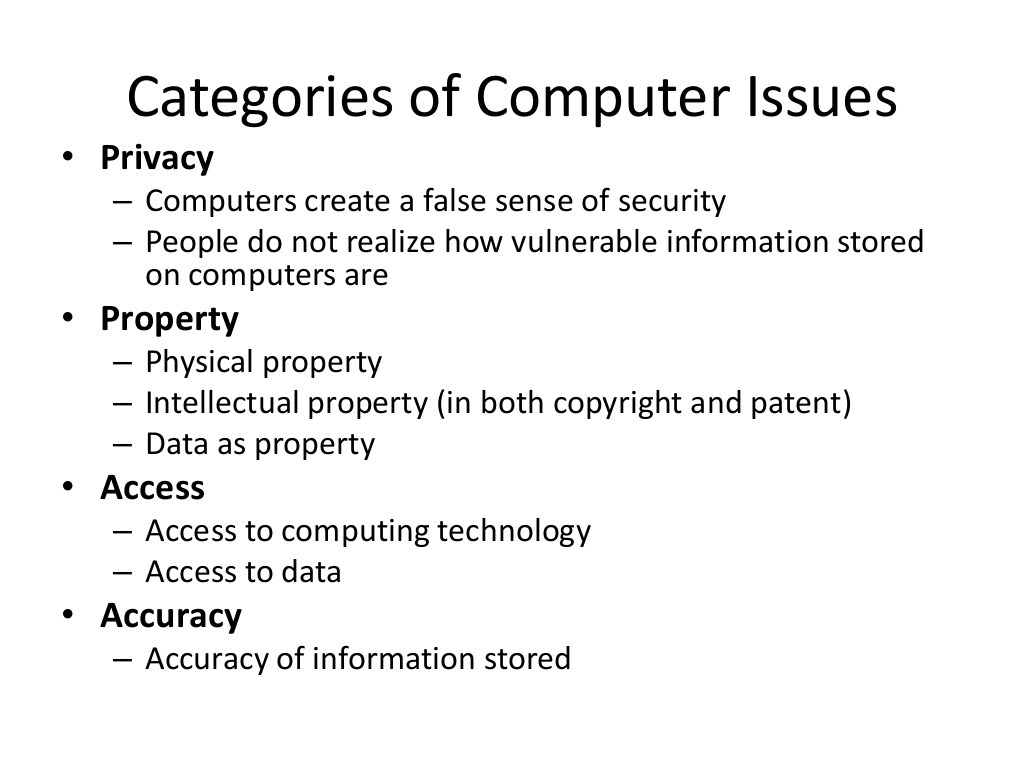 Categories of Computer Issues
• Privacy
– Computers create a false sense of security
– People do not realize how vulnerable information stored
on computers are
• Property
– Physical property
– Intellectual property (in both copyright and patent)
– Data as property
• Access
– Access to computing technology
– Access to data
• Accuracy
– Accuracy of information stored